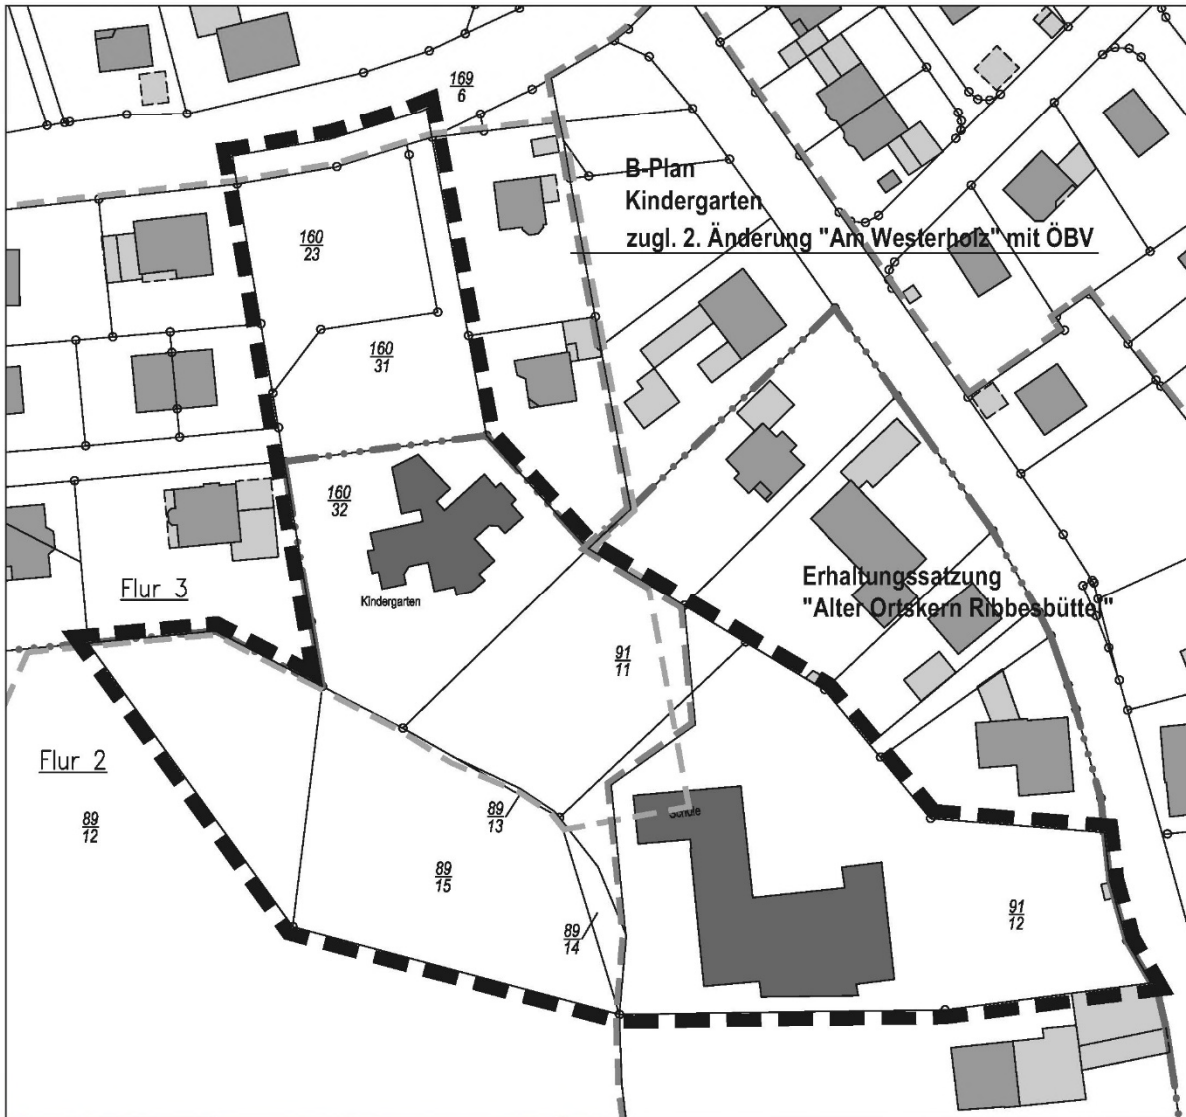 169
6
B-Plan
Kindergarten
zugl. 2. Änderung "Am Westerholz" mit ÖBV
160
23
160
31
160
32
Kindergarten
Erhaltungssatzung
"Alter Ortskern Ribbesbüttel"
Flur 3
91
11
Flur 2
89
12
89
13
Schule
89
15
89
14
91
12